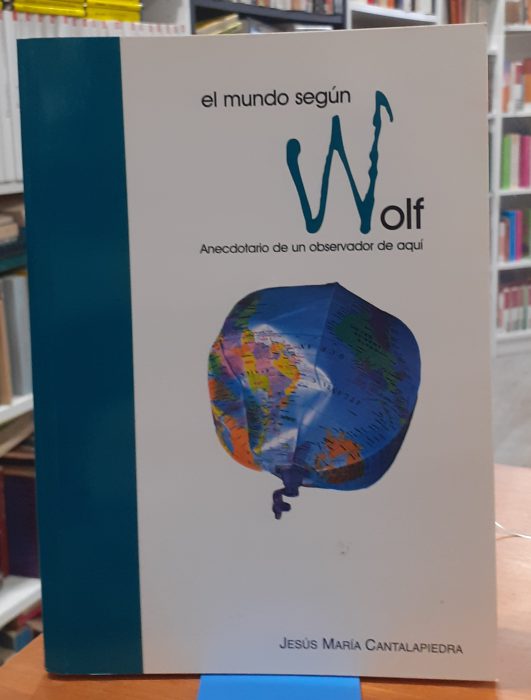 el mundo según
Wolf
Anecdotario de un observador de aquí
JESÚS MARÍA CANTALAPIEDRA